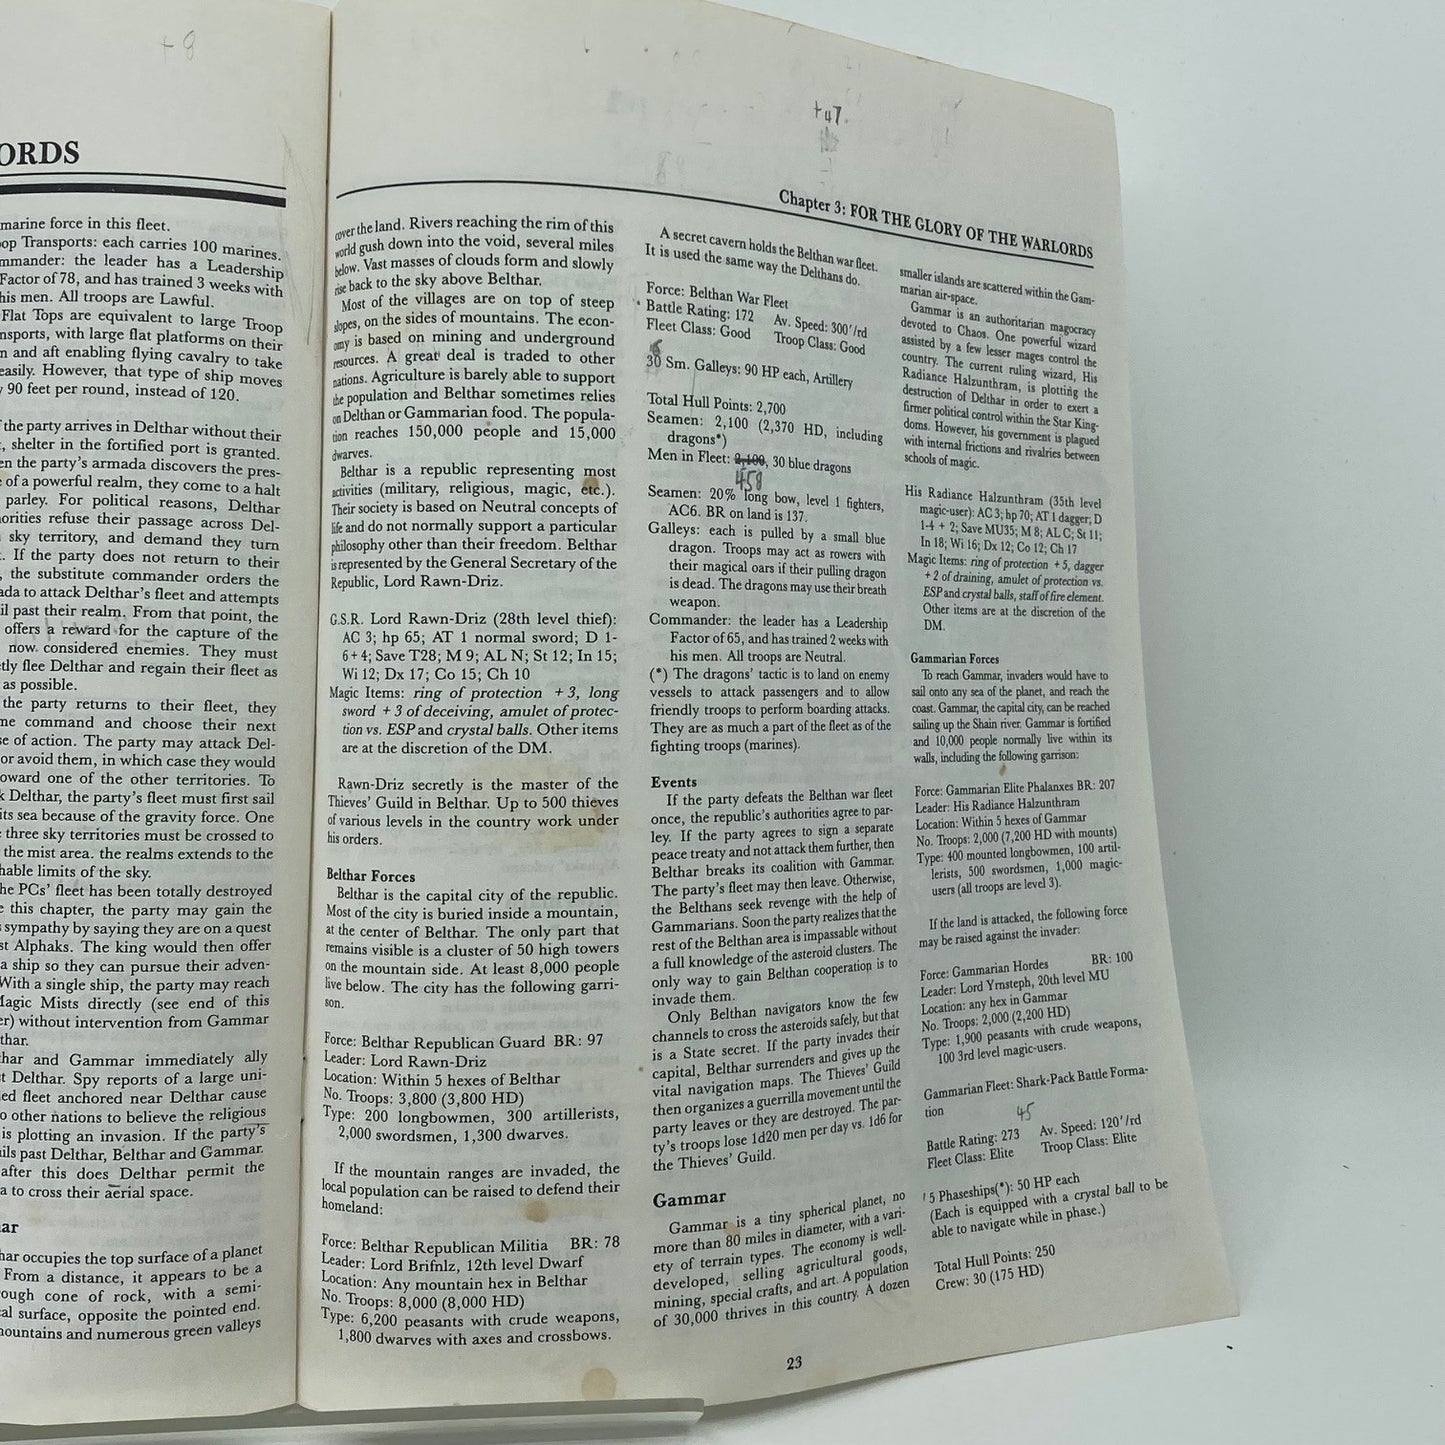 +8
ORDS
marine force in this fleet.
op Transports: each carries 100 marines.
mmander: the leader has a Leadership
Factor of 78, and has trained 3 weeks with
his men. All troops are Lawful.
Flat Tops are equivalent to large Troop
nsports, with large flat platforms on their
n and aft enabling flying cavalry to take
easily. However, that type of ship moves
90 feet per round, instead of 120.
f the party arrives in Delthar without their
, shelter in the fortified port is granted.
en the party's armada discovers the pres-
e of a powerful realm, they come to a halt
parley. For political reasons, Delthar
orities refuse their passage across Del-
sky territory, and demand they turn
. If the party does not return to their
, the substitute commander orders the
ada to attack Delthar's fleet and attempts
il past their realm. From that point, the
offers a reward for the capture of the
now considered enemies. They must
tly flee Delthar and regain their fleet as
as possible.
the party returns to their fleet, they
me command and choose their next
se of action. The party may attack Del-
or avoid them, in which case they would
oward one of the other territories. To
k Delthar, the party's fleet must first sail
its sea because of the gravity force. One
three sky territories must be crossed to
the mist area. the realms extends to the
hable limits of the sky.
he PCs' fleet has been totally destroyed
e this chapter, the party may gain the
sympathy by saying they are on a quest
st Alphaks. The king would then offer
a ship so they can pursue their adven-
With a single ship, the party may reach
Magic Mists directly (see end of this
er) without intervention from Gammar
thar.
thar and Gammar immediately ally
t Delthar. Spy reports of a large uni-
ed fleet anchored near Delthar cause
o other nations to believe the religious
is plotting an invasion. If the party's
ils past Delthar, Belthar and Gammar.
after this does Delthar permit the
a to cross their aerial space.
ar
har occupies the top surface of a planet
From a distance, it appears to be a
ough cone of rock, with a semi-
al surface, opposite the pointed end.
mountains and numerous green valleys
+47.
Chapter 3: FOR THE GLORY OF THE WARLORDS
cover the land. Rivers reaching the rim of this
world gush down into the void, several miles
below. Vast masses of clouds form and slowly
rise back to the sky above Belthar.
Most of the villages are on top of steep
slopes, on the sides of mountains. The econ-
omy is based on mining and underground
resources. A great deal is traded to other
nations. Agriculture is barely able to support
the population and Belthar sometimes relies
on Delthan or Gammarian food. The popula-
tion reaches 150,000 people and 15,000
dwarves.
Belthar is a republic representing most
activities (military, religious, magic, etc.).
Their society is based on Neutral concepts of
life and do not normally support a particular
philosophy other than their freedom. Belthar
is represented by the General Secretary of the
Republic, Lord Rawn-Driz.
G.S.R. Lord Rawn-Driz (28th level thief):
AC 3; hp 65; AT 1 normal sword; D 1-
6 + 4; Save T28; M 9; AL N; St 12; In 15;
Wi 12; Dx 17; Co 15; Ch 10
Magic Items: ring of protection +3, long
sword +3 of deceiving, amulet of protec-
tion vs. ESP and crystal balls. Other items
are at the discretion of the DM.
Rawn-Driz secretly is the master of the
Thieves' Guild in Belthar. Up to 500 thieves
of various levels in the country work under
his orders.
Belthar Forces
Belthar is the capital city of the republic.
Most of the city is buried inside a mountain,
at the center of Belthar. The only part that
remains visible is a cluster of 50 high towers
on the mountain side. At least 8,000 people
live below. The city has the following garri-
son.
Force: Belthar Republican Guard BR: 97
Leader: Lord Rawn-Driz
Location: Within 5 hexes of Belthar
No. Troops: 3,800 (3,800 HD)
Type: 200 longbowmen, 300 artillerists,
2,000 swordsmen, 1,300 dwarves.
If the mountain ranges are invaded, the
local population can be raised to defend their
homeland:
Force: Belthar Republican Militia BR: 78
Leader: Lord Brifnlz, 12th level Dwarf
Location: Any mountain hex in Belthar
No. Troops: 8,000 (8,000 HD)
Type: 6,200 peasants with crude weapons,
1,800 dwarves with axes and crossbows.
A secret cavern holds the Belthan war fleet.
It is used the same way the Delthans do.
Force: Belthan War Fleet
Battle Rating: 172 Av. Speed: 300'/rd
Fleet Class: Good Troop Class: Good
30 Sm. Galleys: 90 HP each, Artillery
Total Hull Points: 2,700
Seamen: 2,100 (2,370 HD, including
dragons*)
Men in Fleet: 2,100, 30 blue dragons
458
Seamen: 20% long bow, level 1 fighters,
AC6. BR on land is 137.
Galleys: each is pulled by a small blue
dragon. Troops may act as rowers with
their magical oars if their pulling dragon
is dead. The dragons may use their breath
weapon.
Commander: the leader has a Leadership
Factor of 65, and has trained 2 weeks with
his men. All troops are Neutral.
(*) The dragons' tactic is to land on enemy
vessels to attack passengers and to allow
friendly troops to perform boarding attacks.
They are as much a part of the fleet as of the
fighting troops (marines).
Events
If the party defeats the Belthan war fleet
once, the republic's authorities agree to par-
ley. If the party agrees to sign a separate
peace treaty and not attack them further, then
Belthar breaks its coalition with Gammar.
The party's fleet may then leave. Otherwise,
the Belthans seek revenge with the help of
Gammarians. Soon the party realizes that the
rest of the Belthan area is impassable without
a full knowledge of the asteroid clusters. The
only way to gain Belthan cooperation is to
invade them.
Only Belthan navigators know the few
channels to cross the asteroids safely, but that
is a State secret. If the party invades their
capital, Belthar surrenders and gives up the
vital navigation maps. The Thieves' Guild
then organizes a guerrilla movement until the
party leaves or they are destroyed. The par-
ty's troops lose 1d20 men per day vs. 1d6 for
the Thieves' Guild.
Gammar
Gammar is a tiny spherical planet, no
more than 80 miles in diameter, with a vari-
ety of terrain types. The economy is well-
developed, selling agricultural goods,
mining, special crafts, and art. A population
of 30,000 thrives in this country. A dozen
smaller islands are scattered within the Gam-
marian air-space.
Gammar is an authoritarian magocracy
devoted to Chaos. One powerful wizard
assisted by a few lesser mages control the
country. The current ruling wizard, His
Radiance Halzunthram, is plotting the
destruction of Delthar in order to exert a
firmer political control within the Star King-
doms. However, his government is plagued
with internal frictions and rivalries between
schools of magic.
His Radiance Halzunthram (35th level
magic-user): AC 3; hp 70; AT 1 dagger; D
1-4 + 2; Save MU35; M 8; AL C; St 11;
In 18; Wi 16; Dx 12; Co 12; Ch 17
Magic Items: ring of protection +5, dagger
+2 of draining, amulet of protection vs.
ESP and crystal balls, staff of fire element.
Other items are at the discretion of the
DM.
Gammarian Forces
To reach Gammar, invaders would have to
sail onto any sea of the planet, and reach the
coast. Gammar, the capital city, can be reached
sailing up the Shain river. Gammar is fortified
and 10,000 people normally live within its
walls, including the following garrison:
Force: Gammarian Elite Phalanxes BR: 207
Leader: His Radiance Halzunthram
Location: Within 5 hexes of Gammar
No. Troops: 2,000 (7,200 HD with mounts)
Type: 400 mounted longbowmen, 100 artil-
lerists, 500 swordsmen, 1,000 magic-
users (all troops are level 3).
If the land is attacked, the following force
may be raised against the invader:
Force: Gammarian Hordes BR: 100
Leader: Lord Yrnsteph, 20th level MU
Location: any hex in Gammar
No. Troops: 2,000 (2,200 HD)
Type: 1,900 peasants with crude weapons,
100 3rd level magic-users.
Gammarian Fleet: Shark-Pack Battle Forma-
tion
45
Battle Rating: 273 Av. Speed: 120'/rd
Fleet Class: Elite Troop Class: Elite
5 Phaseships(*): 50 HP each
(Each is equipped with a crystal ball to be
able to navigate while in phase.)
Total Hull Points: 250
Crew: 30 (175 HD)
23